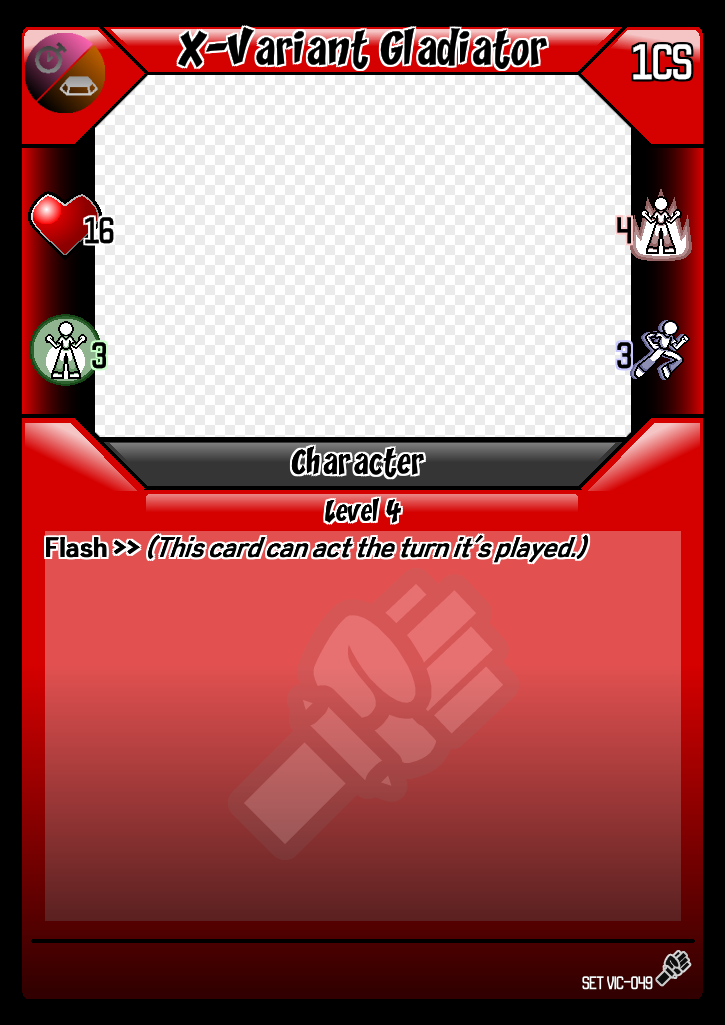 X-Variant Gladiator
1CS
16
4
3
3
Character
Level 4
Flash >> (This card can act the turn it's played.)
SET VIC-049